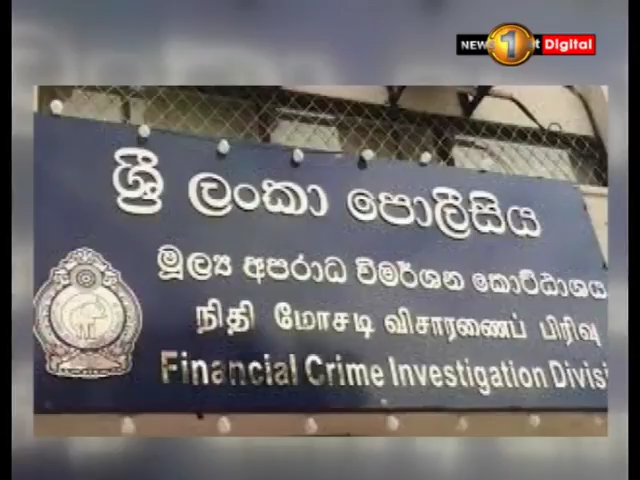 NEWS 1st Digital
ශ්‍රී ලංකා පොලීසිය
මූල්‍ය අපරාධ විමර්ශන කොට්ඨාශය
நிதி மோசடி விசாரணைப் பிரிவு
Financial Crime Investigation Divisi